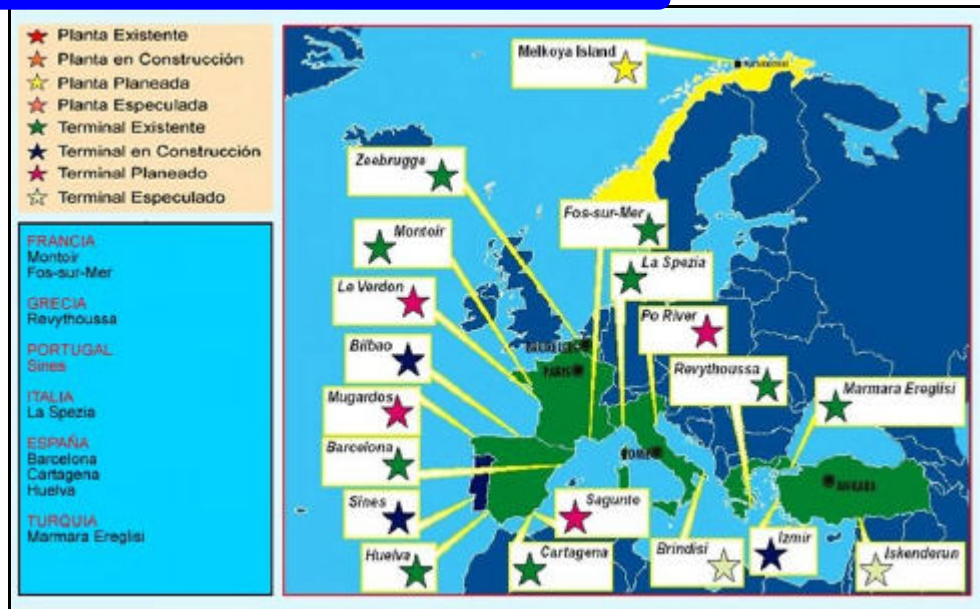 Planta Existente
Planta en Construcción
Planta Planeada
Planta Especulada
Terminal Existente
Terminal en Construcción
Terminal Planeado
Terminal Especulado
FRANCIA
Montoir
Fos-sur-Mer
GRECIA
Revythoussa
PORTUGAL
Sines
ITALIA
La Spezia
ESPAÑA
Barcelona
Cartagena
Huelva
TURQUIA
Marmara Ereglisi
Melkoya Island
Zeebrugge
Fos-sur-Mer
Montoir
La Spezia
Le Verdon
Po River
Bilbao
PARIS
Revythoussa
Marmara Ereglisi
Mugardos
Barcelona
ROME
ANKARA
Sines
Sagunto
Huelva
Cartagena
Brindisi
Izmir
Iskenderun